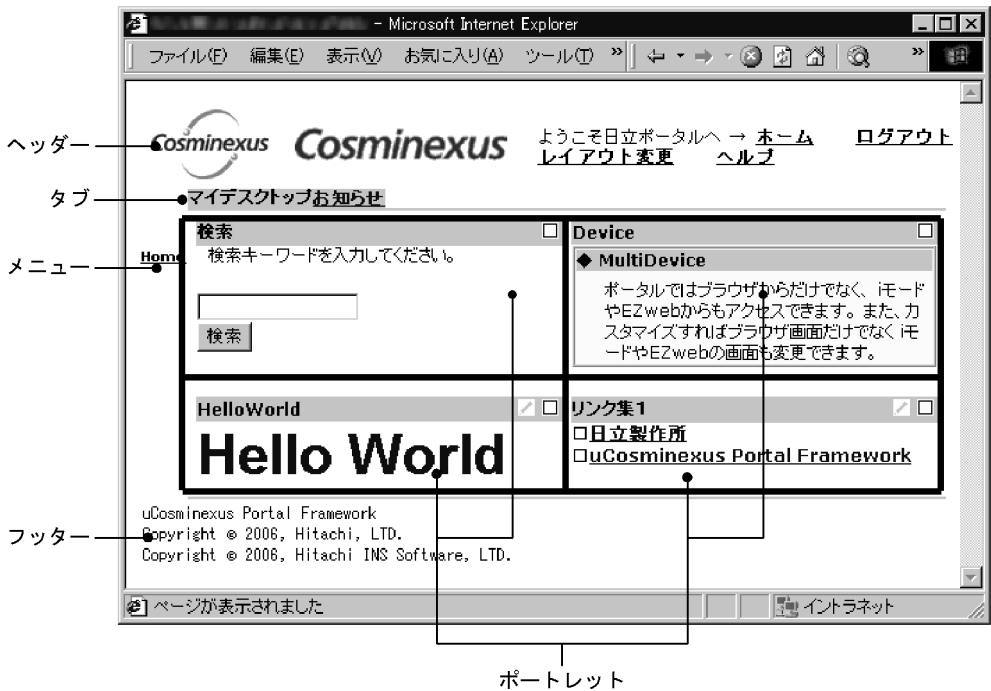 - Microsoft Internet Explorer
ファイル(F) 編集(E) 表示(V) お気に入り(A) ツール(T) »
»
ヘッダー
Cosminexus
Cosminexus
ようこそ日立ポータルへ → ホーム ログアウト
レイアウト変更 ヘルプ
タブ
マイデスクトップお知らせ
メニュー
Home
検索
検索キーワードを入力してください。
検索
Device
◆ MultiDevice
ポータルではブラウザからだけでなく、iモード
やEZwebからもアクセスできます。また、カ
スタマイズすればブラウザ画面だけでなくiモ
ードやEZwebの画面も変更できます。
HelloWorld
Hello World
リンク集1
□日立製作所
□uCosminexus Portal Framework
フッター
uCosminexus Portal Framework
Copyright © 2006, Hitachi, LTD.
Copyright © 2006, Hitachi INS Software, LTD.
ページが表示されました
イントラネット
ポートレット